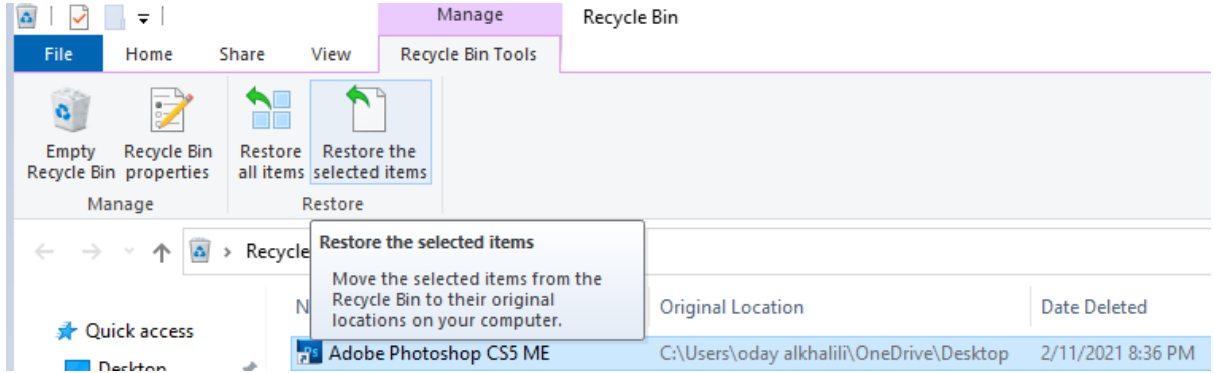 Manage Recycle Bin
File Home Share View Recycle Bin Tools
Empty Recycle Bin Restore Restore the
Recycle Bin properties all items selected items
Manage Restore
Recycle
Restore the selected items
Move the selected items from the
Recycle Bin to their original
locations on your computer.
N Original Location Date Deleted
Quick access
Ps Adobe Photoshop CS5 ME C:\Users\oday alkhalili\OneDrive\Desktop 2/11/2021 8:36 PM
Desktop